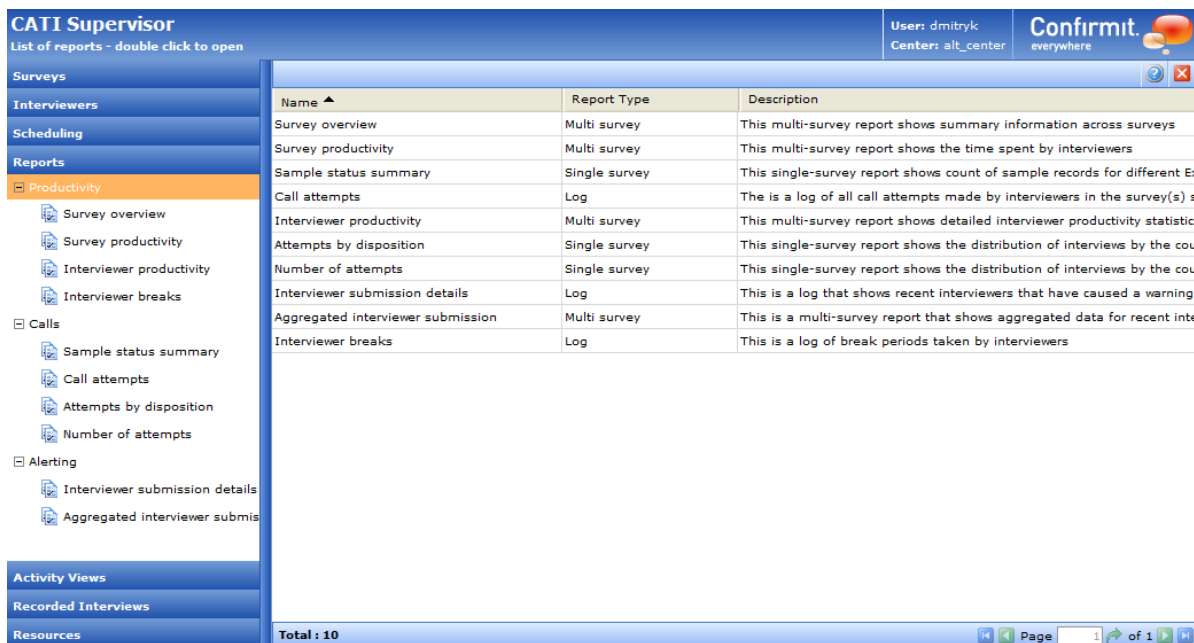 CATI Supervisor
List of reports - double click to open
User: dmitryk
Center: alt_center
Confirmit.
everywhere
Surveys
Interviewers
Scheduling
Reports
Productivity
Survey overview
Survey productivity
Interviewer productivity
Interviewer breaks
Calls
Sample status summary
Call attempts
Attempts by disposition
Number of attempts
Alerting
Interviewer submission details
Aggregated interviewer submis
Activity Views
Recorded Interviews
Resources
Name Report Type Description
Survey overview Multi survey This multi-survey report shows summary information across surveys
Survey productivity Multi survey This multi-survey report shows the time spent by interviewers
Sample status summary Single survey This single-survey report shows count of sample records for different E
Call attempts Log The is a log of all call attempts made by interviewers in the survey(s) s
Interviewer productivity Multi survey This multi-survey report shows detailed interviewer productivity statistic
Attempts by disposition Single survey This single-survey report shows the distribution of interviews by the cou
Number of attempts Single survey This single-survey report shows the distribution of interviews by the cou
Interviewer submission details Log This is a log that shows recent interviewers that have caused a warning
Aggregated interviewer submission Multi survey This is a multi-survey report that shows aggregated data for recent inte
Interviewer breaks Log This is a log of break periods taken by interviewers
Total : 10
Page 1 of 1